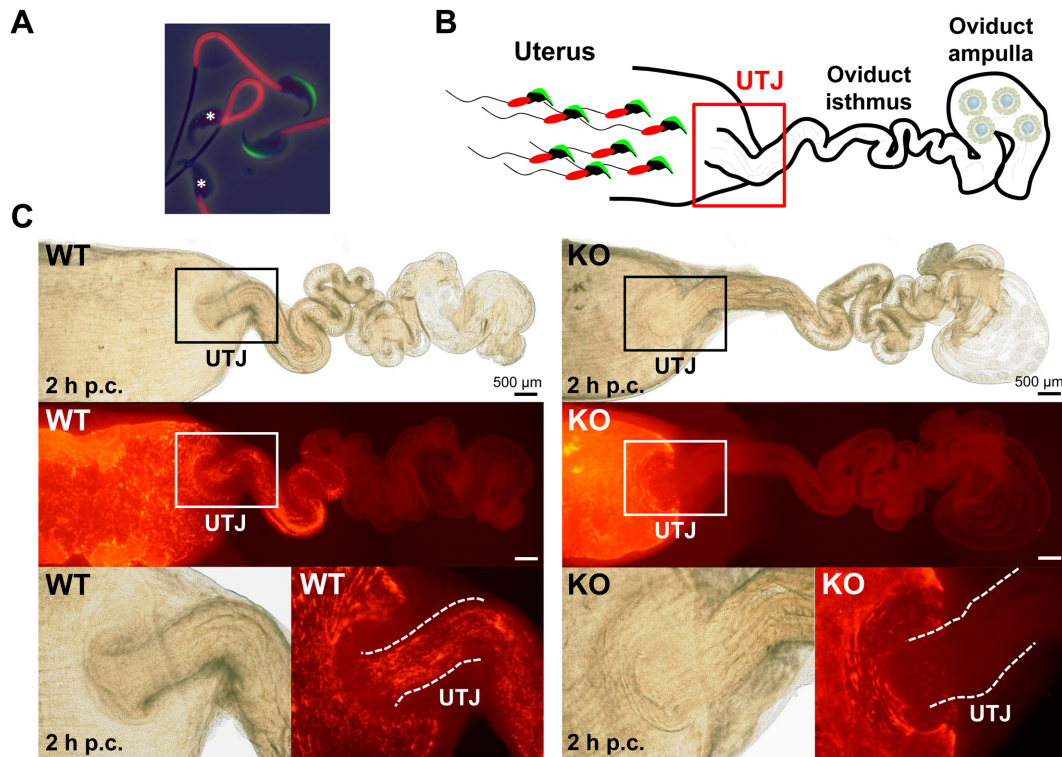 A
*
*
B
Uterus
UTJ
Oviduct
isthmus
Oviduct
ampulla
C
WT
UTJ
2 h p.c.
500 µm
KO
UTJ
2 h p.c.
500 µm
WT
UTJ
KO
UTJ
WT
2 h p.c.
WT
UTJ
KO
2 h p.c.
KO
UTJ